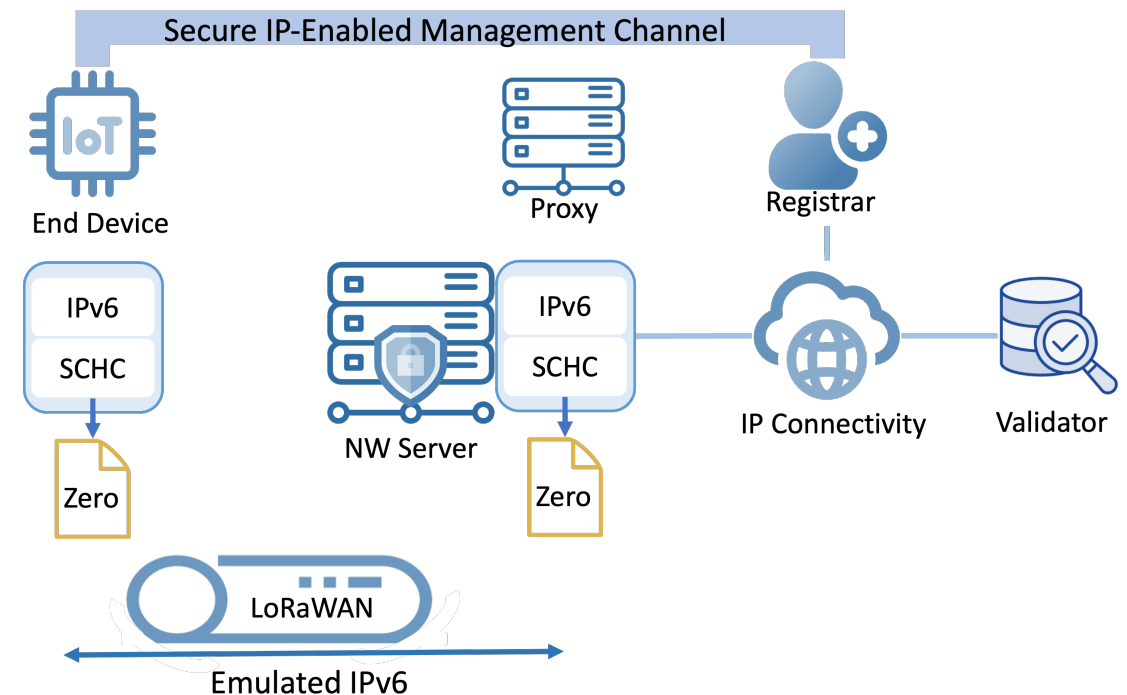 Secure IP-Enabled Management Channel
IoT
End Device
Proxy
Registrar
IPv6
SCHC
Zero
NW Server
IPv6
SCHC
Zero
IP Connectivity
Validator
LoRaWAN
Emulated IPv6